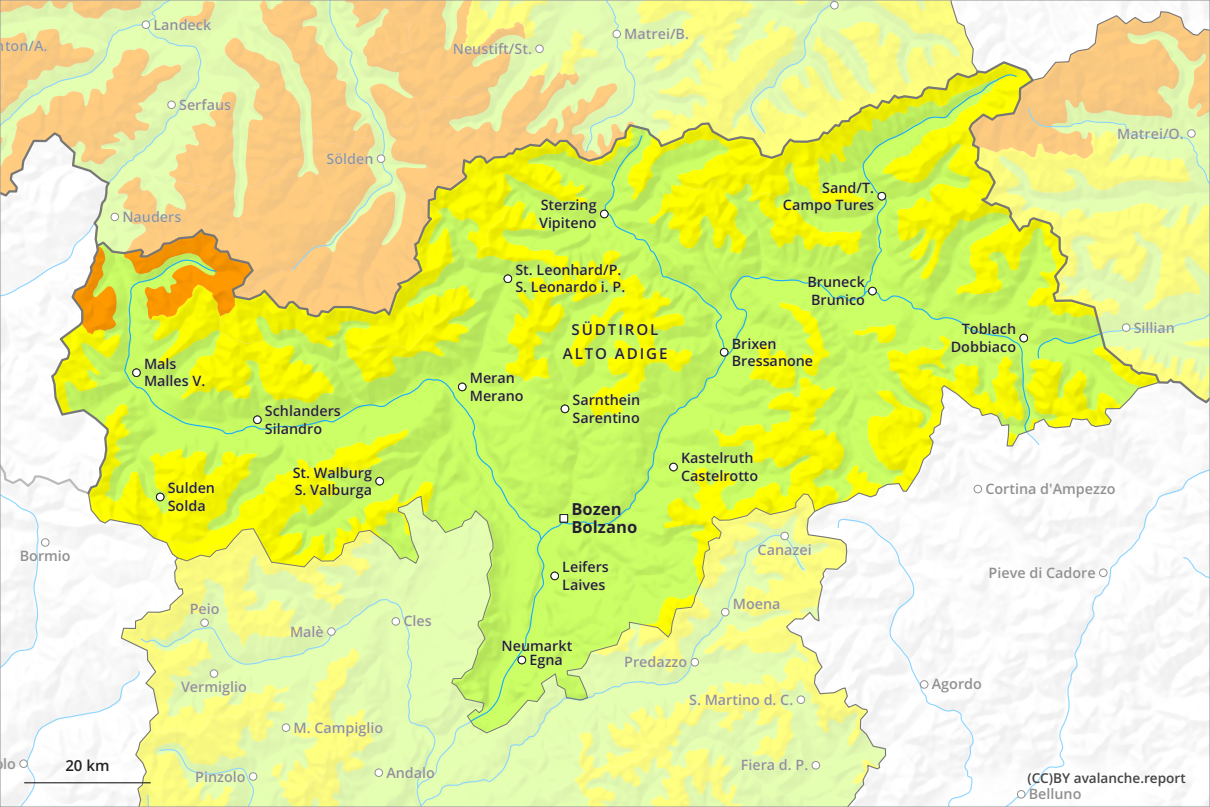 Landeck
Matrei/B.
Neustift/St.
Serfaus
Matrei/O.
Sölden
Sand/T.
Campo Tures
Sterzing
Vipiteno
Nauders
St. Leonhard/P.
S. Leonardo i. P.
Bruneck
Brunico
SÜDTIROL
ALTO ADIGE
Toblach
Dobbiaco
Sillian
Brixen
Bressanone
Mals
Malles V.
Meran
Merano
Sarnthein
Sarentino
Schlanders
Silandro
Kastelruth
Castelrotto
St. Walburg
S. Valburga
Sulden
Solda
Cortina d'Ampezzo
Bozen
Bolzano
Bormio
Canazei
Leifers
Laives
Pieve di Cadore
Peio
Moena
Cles
Malè
Neumarkt
Egna
Predazzo
Vermiglio
Agordo
S. Martino d. C.
M. Campiglio
20 km
Fiera d. P.
Pinzolo
Andalo
(CC)BY avalanche.report
Belluno